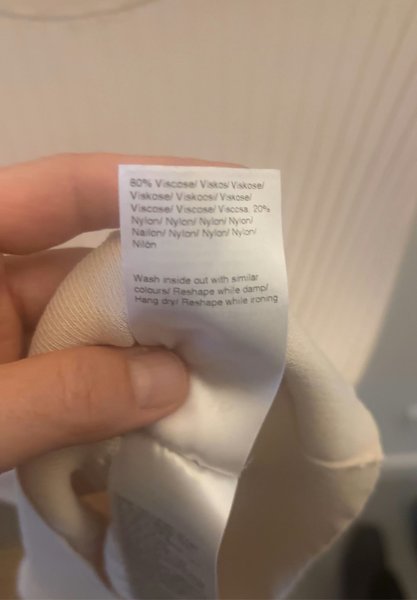 80% Viscose/ Viskos/ Viskose/
Viskose/ Viskoosi/ Viskose/
Viscose/ Viscose/ Viscosa. 20%
Nylon/ Nylon/ Nylon/ Nylon/
Nailon/ Nylon/ Nylon/ Nylon/
Nilón
Wash inside out with similar
colours/ Reshape while damp/
Hang dry/ Reshape while ironing